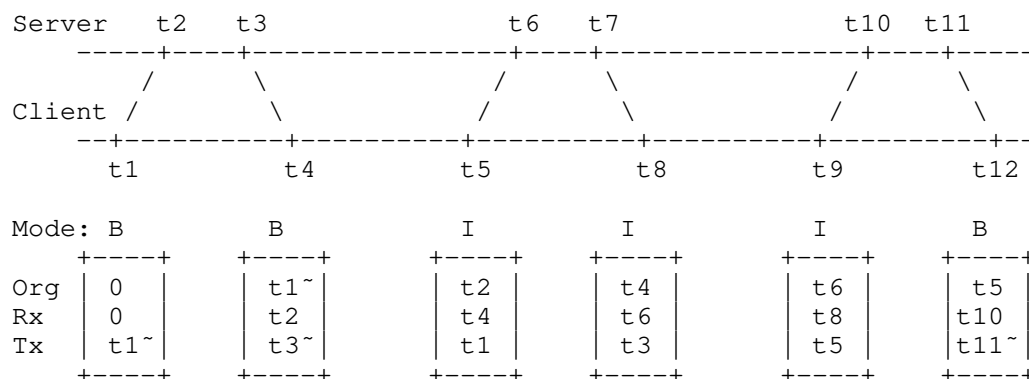 Server    t2   t3               t6   t7               t10  t11
    -----+----+----------------+----+----------------+----+-----
        /      \              /      \              /      \
Client /        \            /        \            /        \
    --+----------+----------+----------+----------+----------+--
      t1         t4         t5         t8         t9        t12
Mode: B         B           I         I           I         B
    +----+    +----+      +----+    +----+      +----+    +----+
Org | 0  |    | t1~|      | t2 |    | t4 |      | t6 |    | t5 |
Rx  | 0  |    | t2 |      | t4 |    | t6 |      | t8 |    |t10 |
Tx  | t1~|    | t3~|      | t1 |    | t3 |      | t5 |    |t11~|
    +----+    +----+      +----+    +----+      +----+    +----+